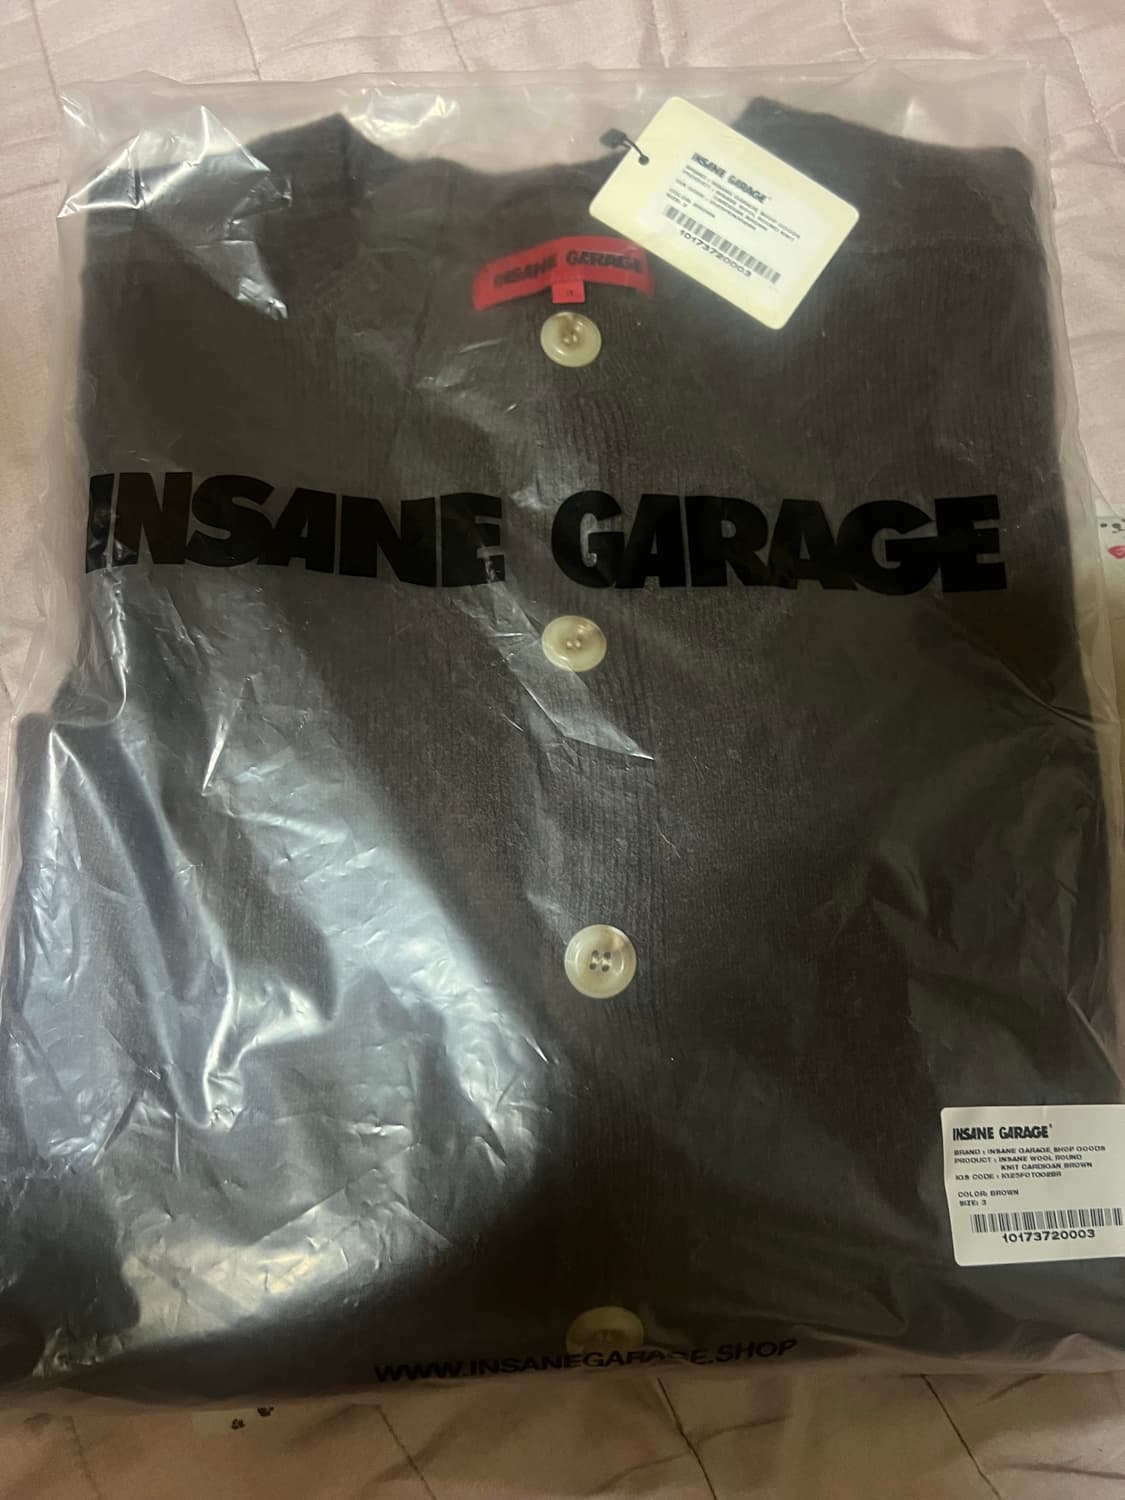 INSANE GARAGE
10173720003
INSANE GARAGE
3
INSANE GARAGE
INSANE GARAGE
BRAND : INSANE GARAGE SHOP GOODS
PRODUCT : INSANE WOOL ROUND
KNIT CARDIGAN BROWN
COLOR: BROWN
SIZE: 3
10173720003
WWW.INSANEGARAGE.SHOP